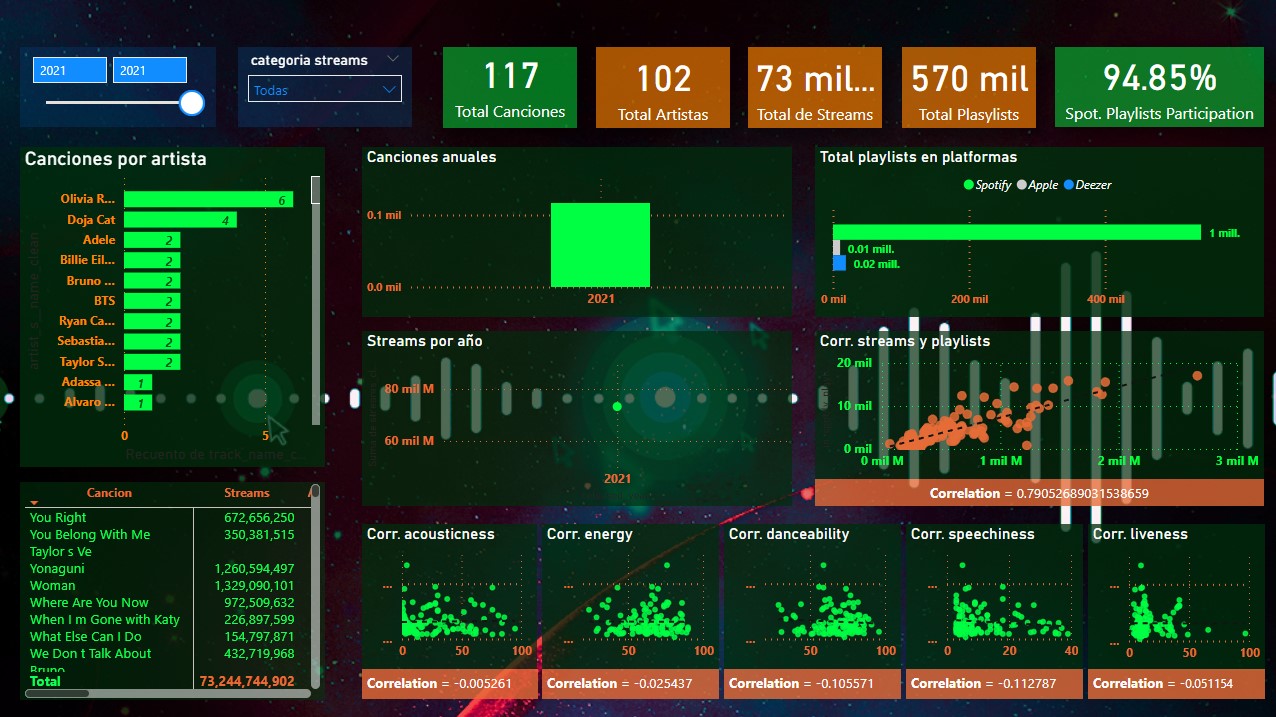 2021 2021
categoria streams
Todas
117
Total Canciones
102
Total Artistas
73 mil...
Total de Streams
570 mil
Total Plasylists
94.85%
Spot. Playlists Participation
Canciones por artista
Olivia R... 6
Doja Cat 4
Adele 2
Billie Eil... 2
Bruno ... 2
BTS 2
Ryan Ca... 2
Sebastia... 2
Taylor S... 2
Adassa ... 1
Alvaro ... 1
0 5
artist_s__name_clean
Recuento de track_name_c...
Canciones anuales
0.1 mil
0.0 mil
2021
Total playlists en platformas
Spotify Apple Deezer
1 mill.
0.01 mill.
0.02 mill.
0 mil 200 mil 400 mil
Streams por año
80 mil M
60 mil M
2021
Corr. streams y playlists
20 mil
10 mil
0 mil
0 mil M 1 mil M 2 mil M 3 mil M
Correlation = 0.79052689031538659
Cancion Streams
You Right 672,656,250
You Belong With Me 350,381,515
Taylor s Ve
Yonaguni 1,260,594,497
Woman 1,329,090,101
Where Are You Now 972,509,632
When I m Gone with Katy 226,897,599
What Else Can I Do 154,797,871
We Don t Talk About 432,719,968
Bruno
Total 73,244,744,902
Corr. acousticness
...
...
0 50 100
Correlation = -0.005261
Corr. energy
...
...
50 100
Correlation = -0.025437
Corr. danceability
...
...
50 100
Correlation = -0.105571
Corr. speechiness
...
...
0 20 40
Correlation = -0.112787
Corr. liveness
...
...
0 50 100
Correlation = -0.051154